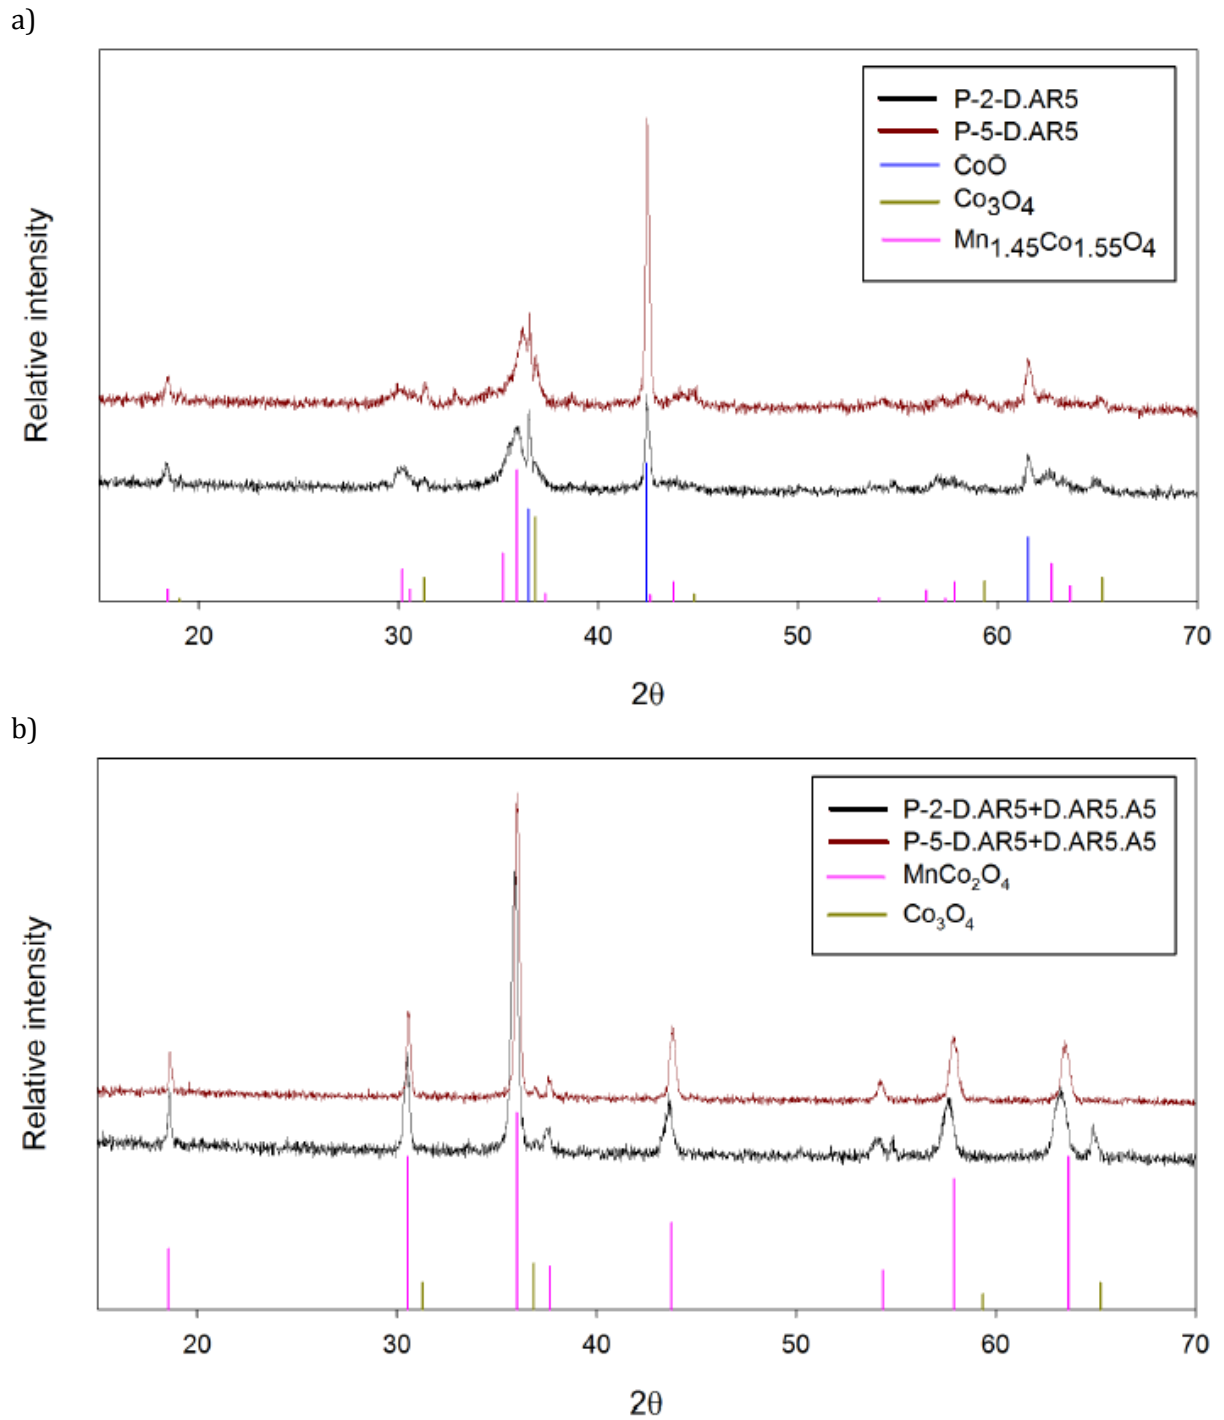 a)
P-2-D.AR5
P-5-D.AR5
CoO
Co3O4
Mn1.45Co1.55O4
Relative intensity
20 30 40 50 60 70
2θ
b)
P-2-D.AR5+D.AR5.A5
P-5-D.AR5+D.AR5.A5
MnCo₂O₄
Co₃O₄
Relative intensity
20 30 40 50 60 70
2θ